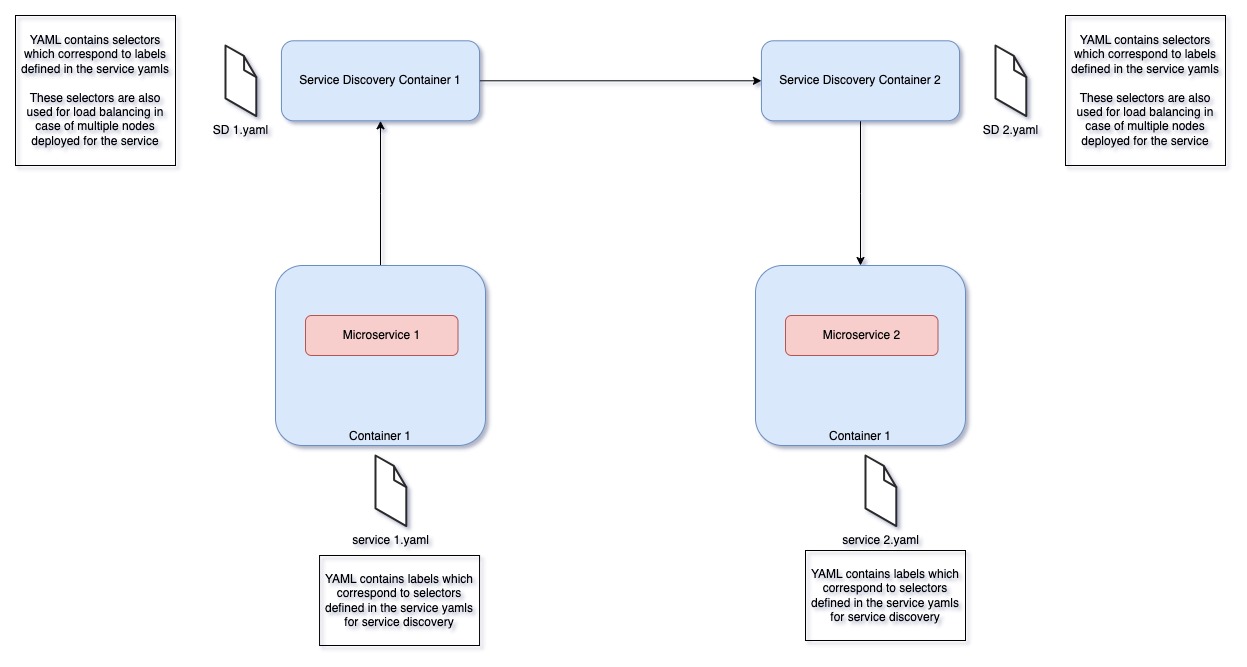 YAML contains selectors
which correspond to labels
defined in the service yamls
These selectors are also
used for load balancing in
case of multiple nodes
deployed for the service
SD 1.yaml
Service Discovery Container 1
Service Discovery Container 2
SD 2.yaml
YAML contains selectors
which correspond to labels
defined in the service yamls
These selectors are also
used for load balancing in
case of multiple nodes
deployed for the service
Microservice 1
Container 1
Microservice 2
Container 1
service 1.yaml
YAML contains labels which
correspond to selectors
defined in the service yamls
for service discovery
service 2.yaml
YAML contains labels which
correspond to selectors
defined in the service yamls
for service discovery